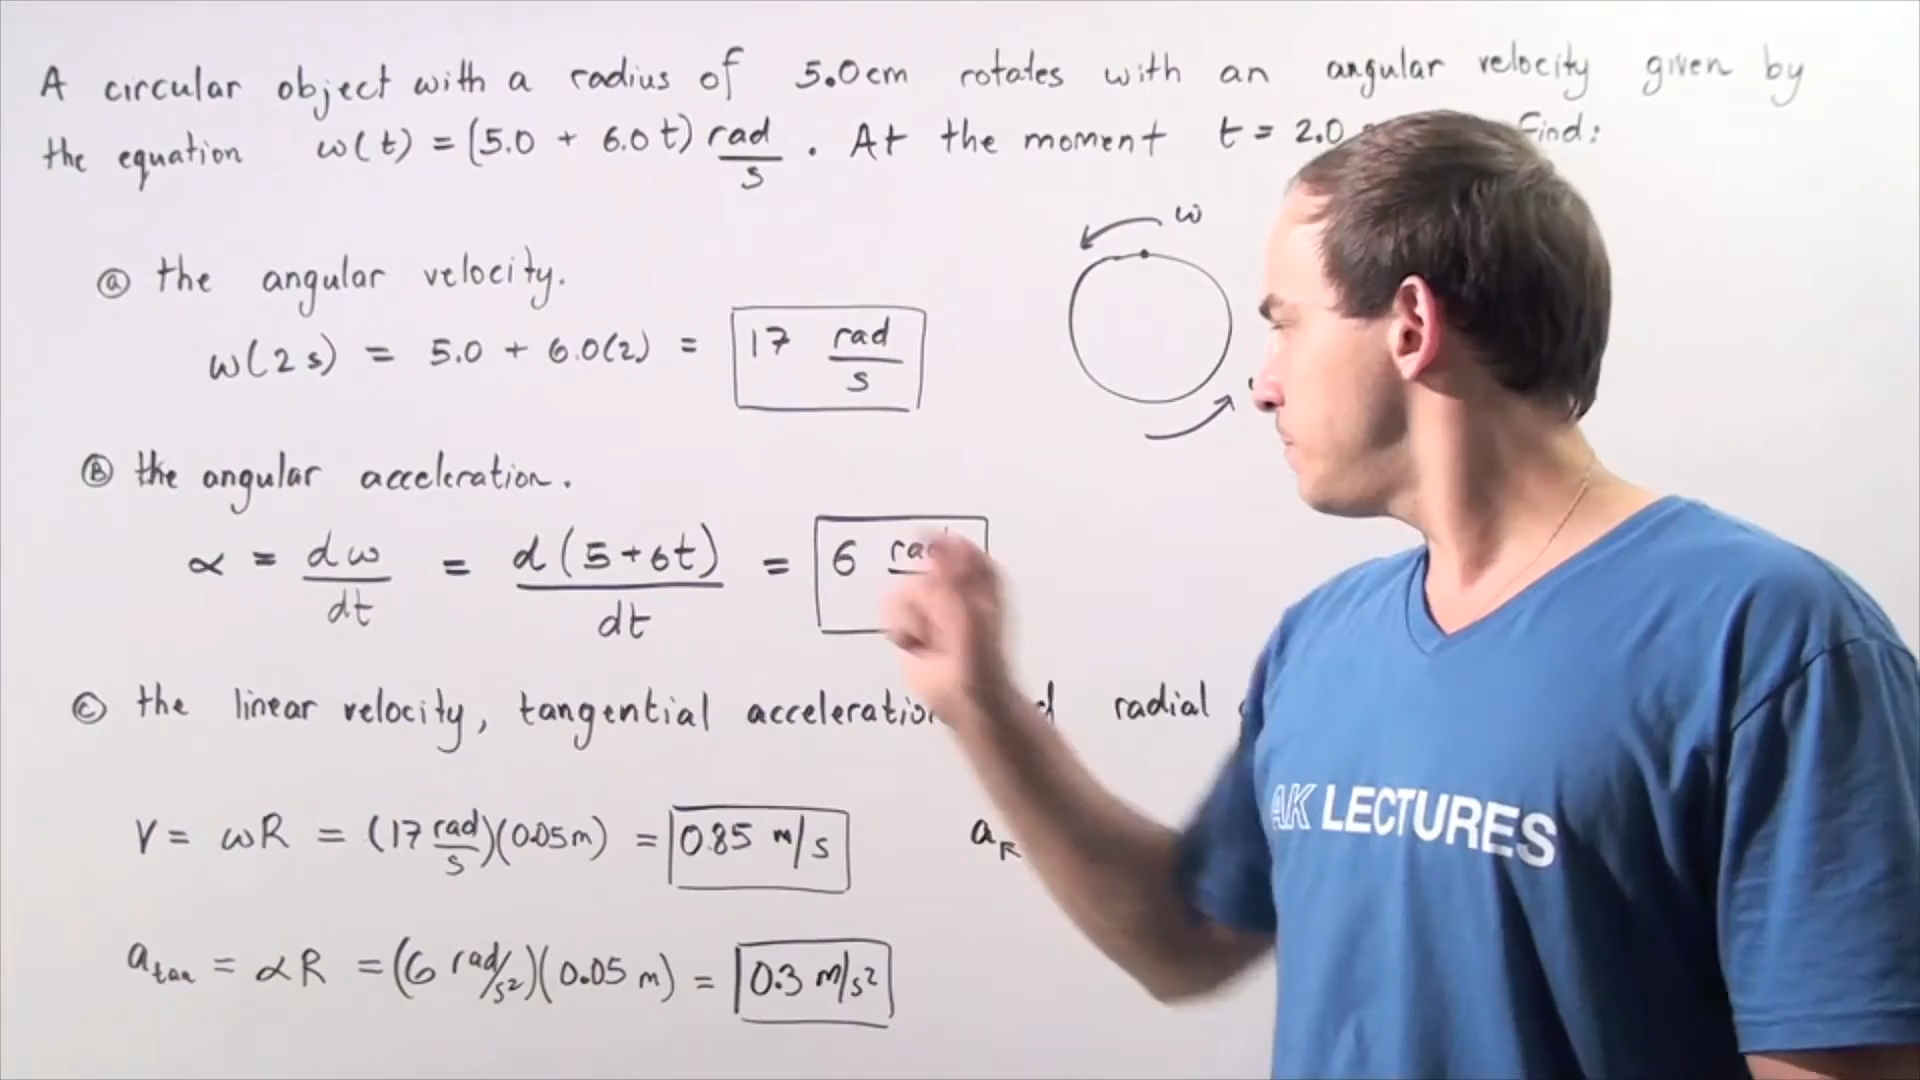 A circular object with a radius of 5.0cm rotates with an angular velocity given by
the equation ω(t) = (5.0 + 6.0t) rad/s. At the moment t = 2.0 Find:
ω
ⓐ the angular velocity.
ω(2s) = 5.0 + 6.0(2) = 17 rad/s
Ⓑ the angular acceleration.
α = dω/dt = d(5+6t)/dt = 6
ⓒ the linear velocity, tangential radial
V = ωR = (17 rad/s)(0.05m) = 0.85 m/s
a_R
a_tan = αR = (6 rad/s²)(0.05 m) = 0.3 m/s²
AK LECTURES